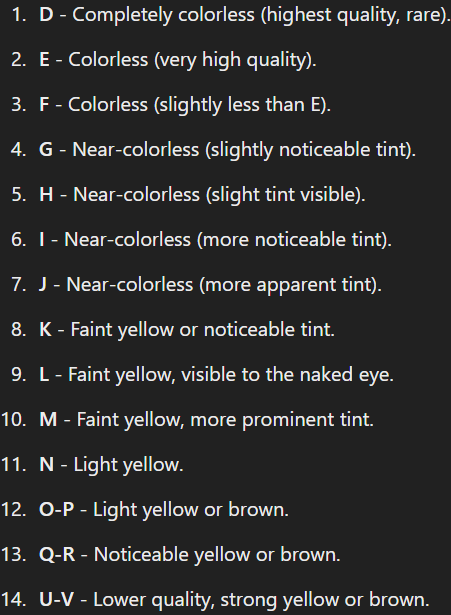 1. D - Completely colorless (highest quality, rare).
2. E - Colorless (very high quality).
3. F - Colorless (slightly less than E).
4. G - Near-colorless (slightly noticeable tint).
5. H - Near-colorless (slight tint visible).
6. I - Near-colorless (more noticeable tint).
7. J - Near-colorless (more apparent tint).
8. K - Faint yellow or noticeable tint.
9. L - Faint yellow, visible to the naked eye.
10. M - Faint yellow, more prominent tint.
11. N - Light yellow.
12. O-P - Light yellow or brown.
13. Q-R - Noticeable yellow or brown.
14. U-V - Lower quality, strong yellow or brown.